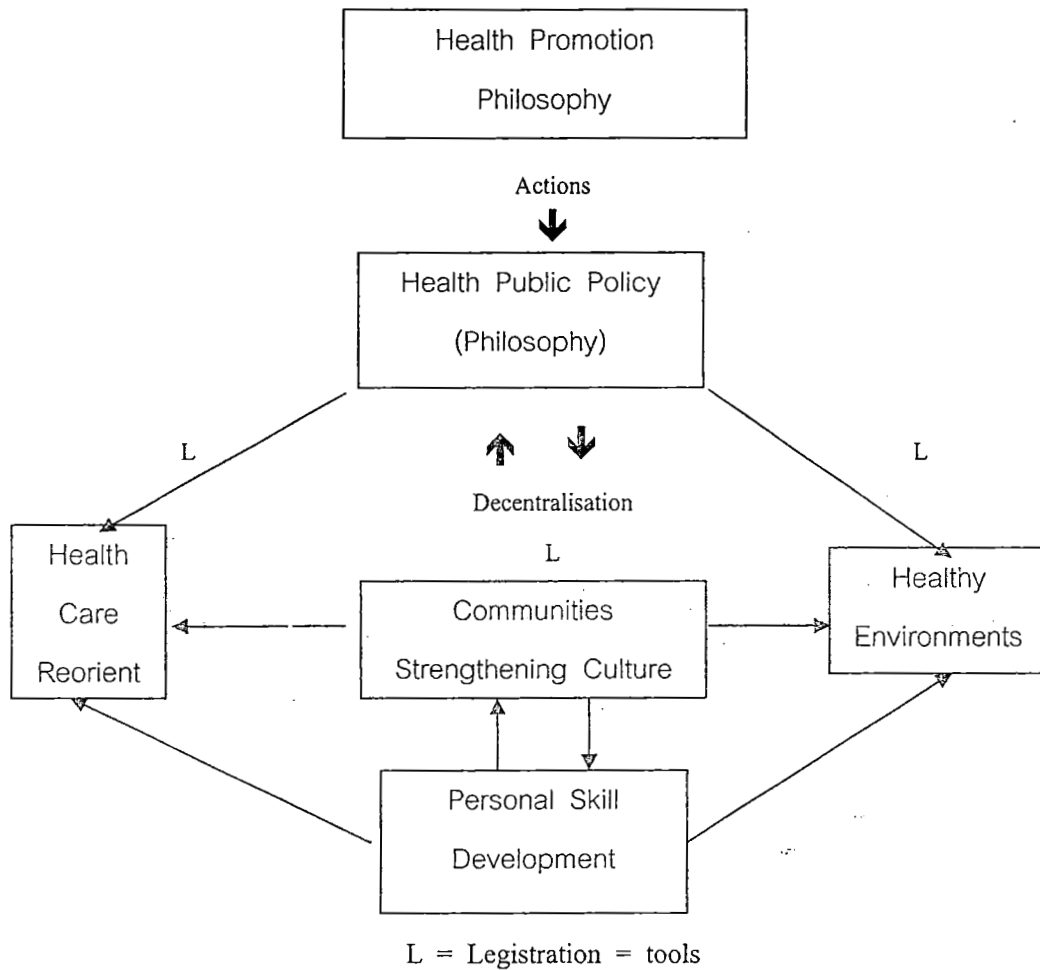 Health Promotion
Philosophy
Actions
Health Public Policy
(Philosophy)
L
L
Decentralisation
L
Health
Care
Reorient
Communities
Strengthening Culture
Healthy
Environments
Personal Skill
Development
L = Legistration = tools